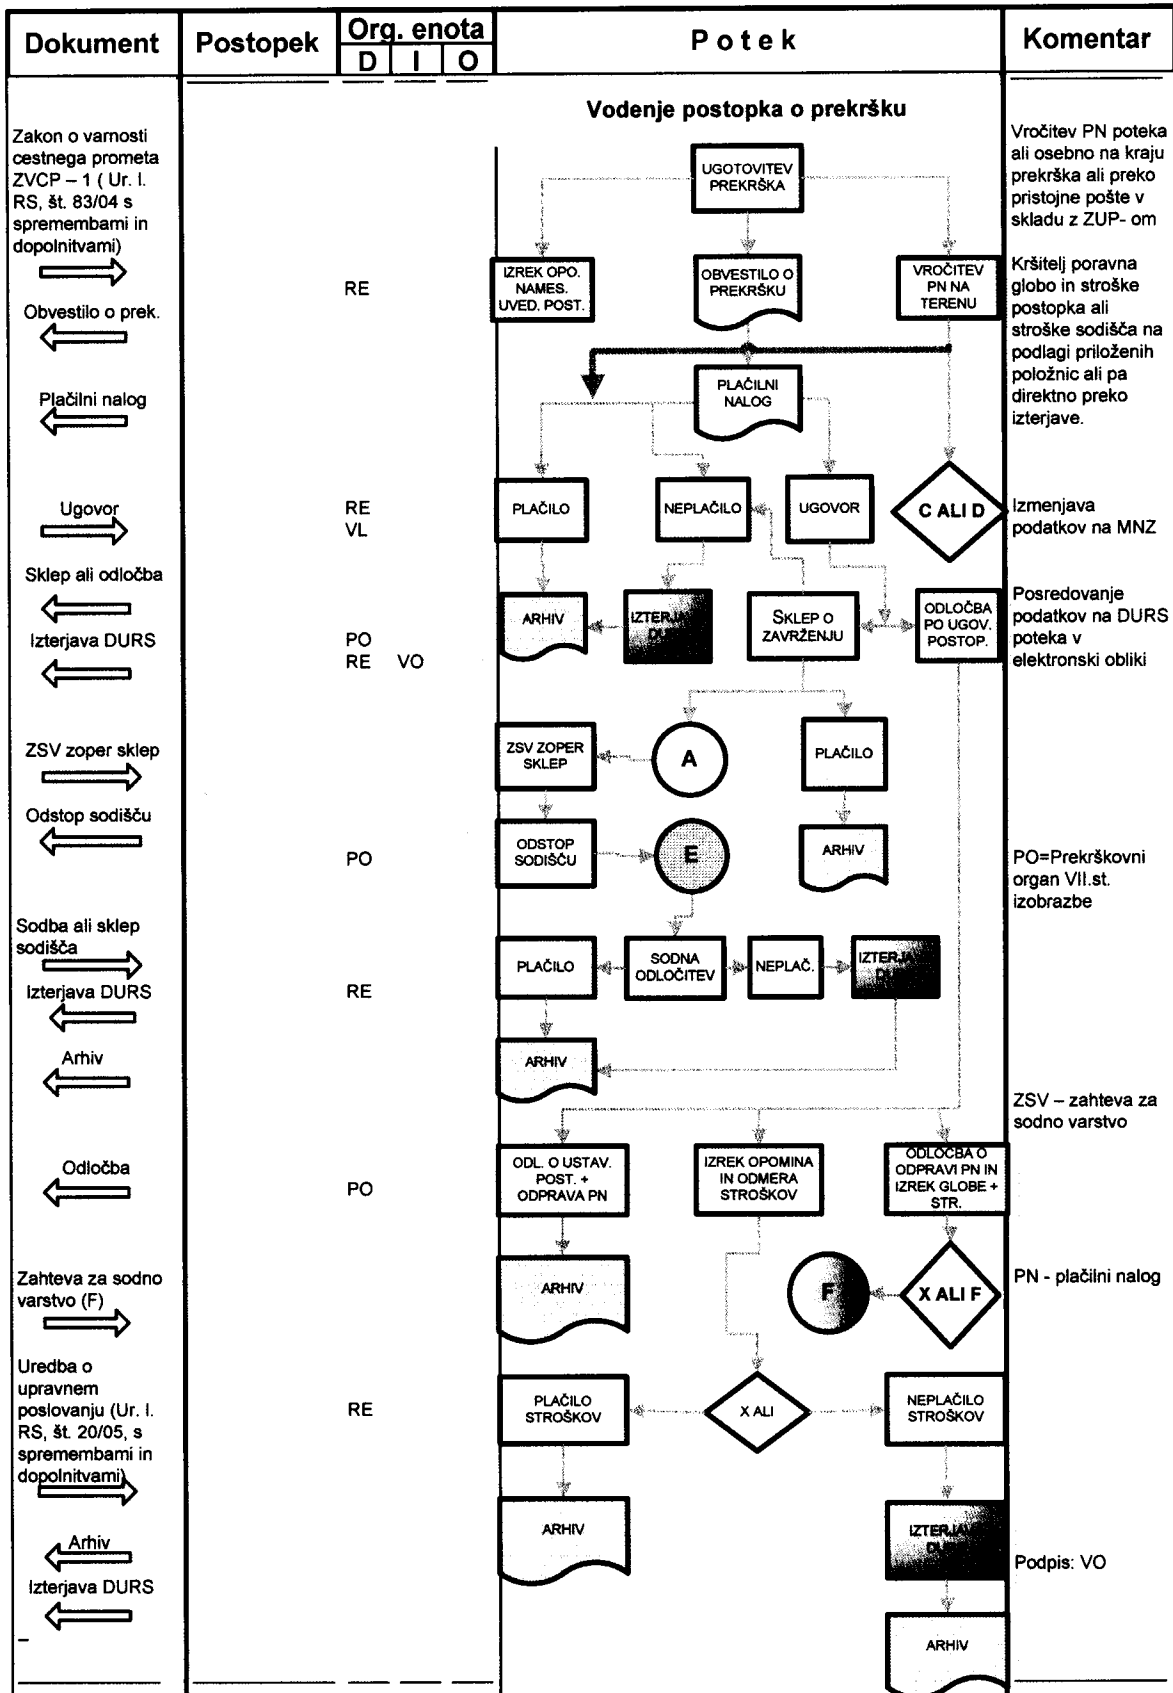 Dokument
Postopek
Org. enota
D I O
Potek
Komentar
Vodenje postopka o prekršku
Zakon o varnosti
cestnega prometa
ZVCP – 1 ( Ur. l.
RS, št. 83/04 s
spremembami in
dopolnitvami)
Obvestilo o prek.
Plačilni nalog
Ugovor
Sklep ali odločba
Izterjava DURS
ZSV zoper sklep
Odstop sodišču
Sodba ali sklep
sodišča
Izterjava DURS
Arhiv
Odločba
Zahteva za sodno
varstvo (F)
Uredba o
upravnem
poslovanju (Ur. l.
RS, št. 20/05, s
spremembami in
dopolnitvami)
Arhiv
Izterjava DURS
–
RE
RE
VL
PO
RE VO
PO
RE
PO
RE
UGOTOVITEV
PREKRŠKA
IZREK OPO.
NAMES.
UVED. POST.
OBVESTILO O
PREKRŠKU
VROČITEV
PN NA
TERENU
PLAČILNI
NALOG
PLAČILO
NEPLAČILO
UGOVOR
C ALI D
ARHIV
SKLEP O
ZAVRŽENJU
ODLOČBA
PO UGOV.
POSTOP.
ZSV ZOPER
SKLEP
A
PLAČILO
ODSTOP
SODIŠČU
E
ARHIV
PLAČILO
SODNA
ODLOČITEV
NEPLAČ.
ARHIV
ODL. O USTAV.
POST. +
ODPRAVA PN
IZREK OPOMINA
IN ODMERA
STROŠKOV
ODLOČBA O
ODPRAVI PN IN
IZREK GLOBE +
STR.
ARHIV
F
X ALI F
PLAČILO
STROŠKOV
X ALI
NEPLAČILO
STROŠKOV
ARHIV
ARHIV
Vročitev PN poteka
ali osebno na kraju
prekrška ali preko
pristojne pošte v
skladu z ZUP- om
Kršitelj poravna
globo in stroške
postopka ali
stroške sodišča na
podlagi priloženih
položnic ali pa
direktno preko
izterjave.
Izmenjava
podatkov na MNZ
Posredovanje
podatkov na DURS
poteka v
elektronski obliki
PO=Prekrškovni
organ VII.st.
izobrazbe
ZSV – zahteva za
sodno varstvo
PN - plačilni nalog
Podpis: VO